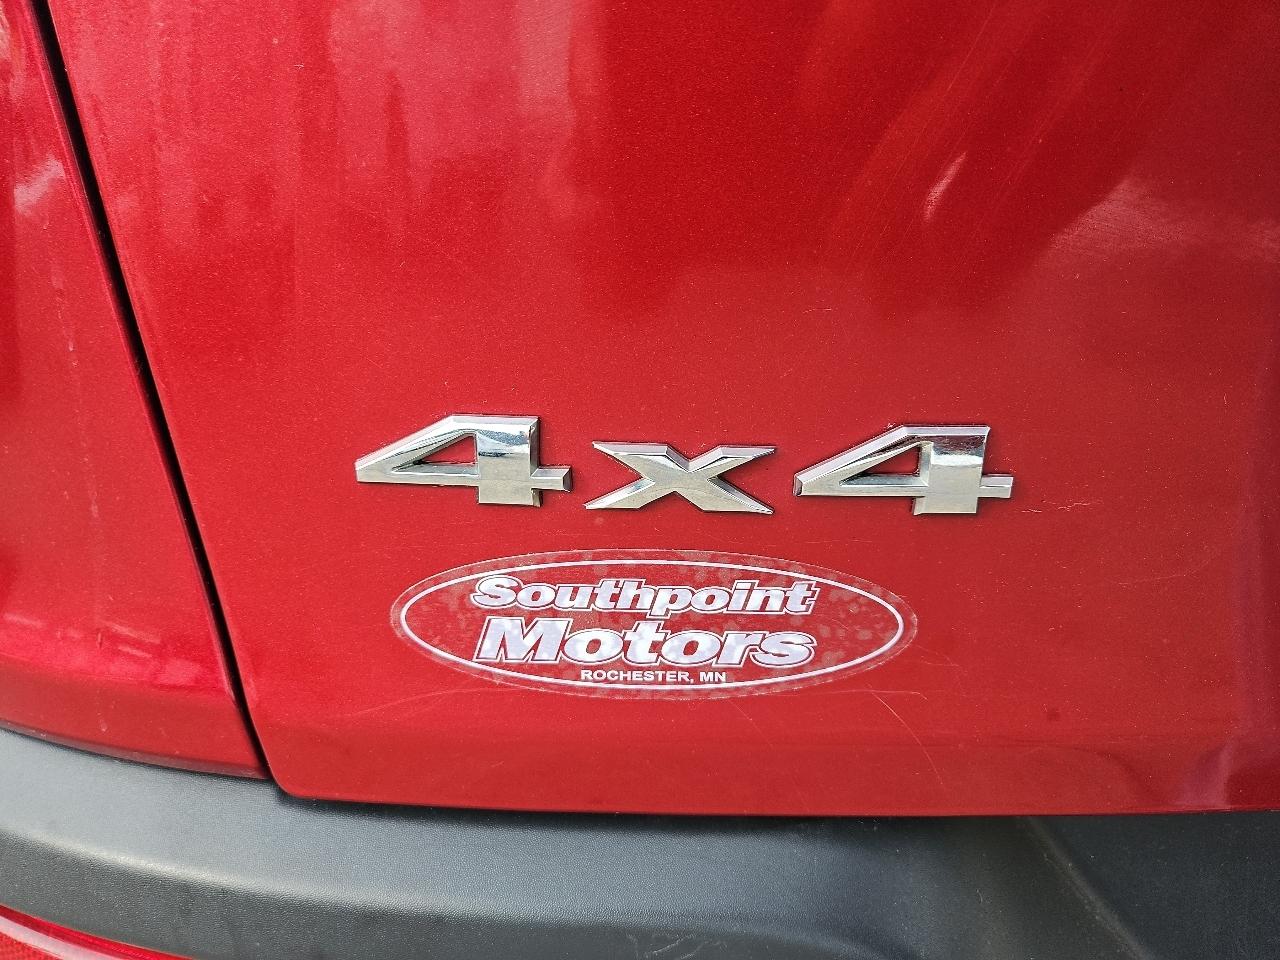 4x4
Southpoint
Motors
ROCHESTER, MN